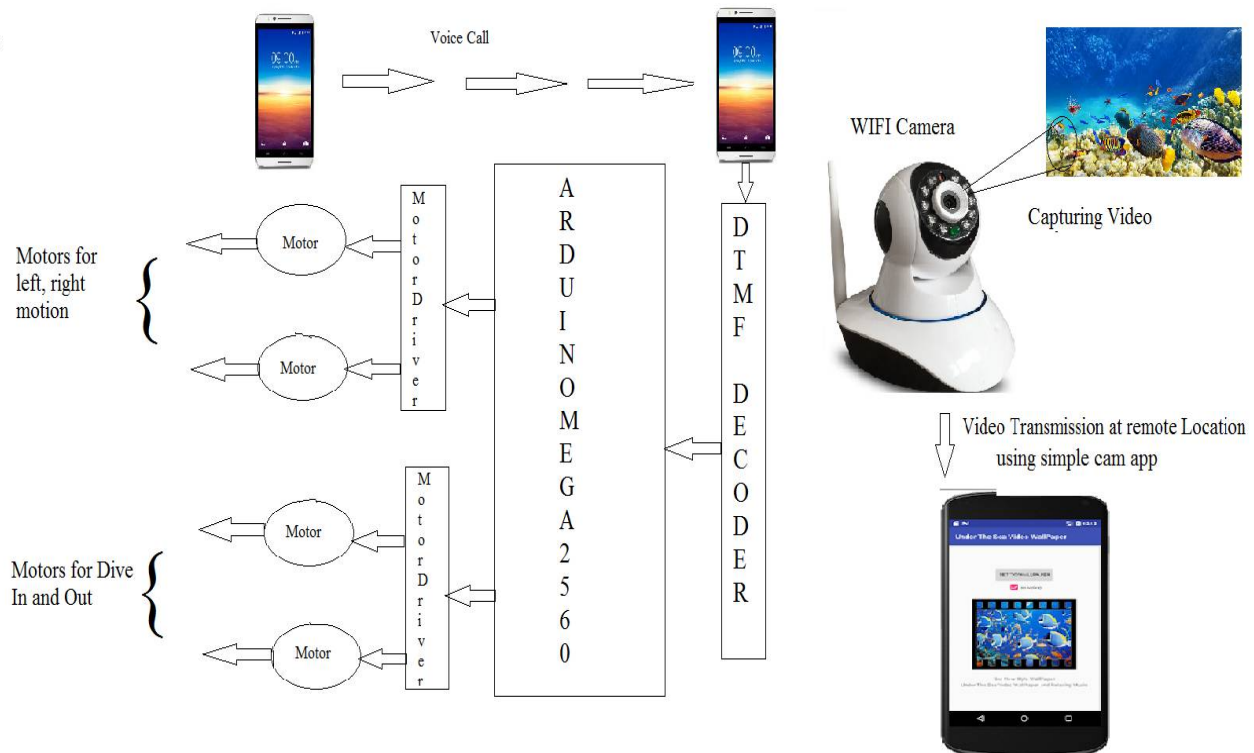 Voice Call
WIFI Camera
Capturing Video
Motors for
left, right
motion
Motor
Motor
MotorDriver
ARDUINOMEGA2560
DTMF DECODER
Video Transmission at remote Location
using simple cam app
Motors for Dive
In and Out
Motor
Motor
MotorDriver
Under The Sea Video WallPaper